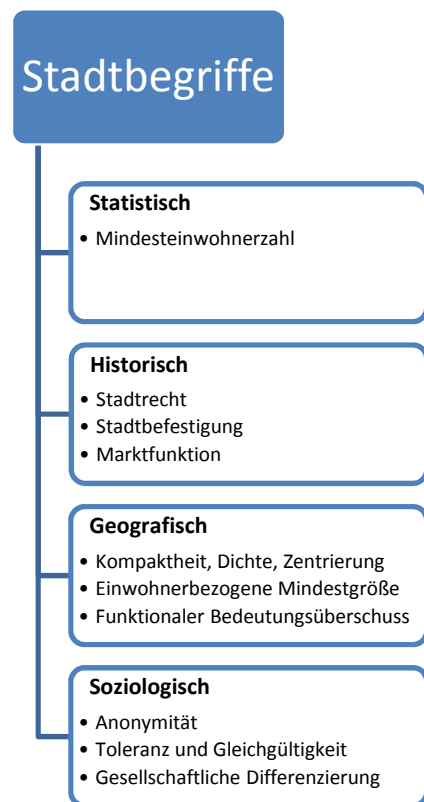 Stadtbegriffe
Statistisch
• Mindesteinwohnerzahl
Historisch
• Stadtrecht
• Stadtbefestigung
• Marktfunktion
Geografisch
• Kompaktheit, Dichte, Zentrierung
• Einwohnerbezogene Mindestgröße
• Funktionaler Bedeutungsüberschuss
Soziologisch
• Anonymität
• Toleranz und Gleichgültigkeit
• Gesellschaftliche Differenzierung